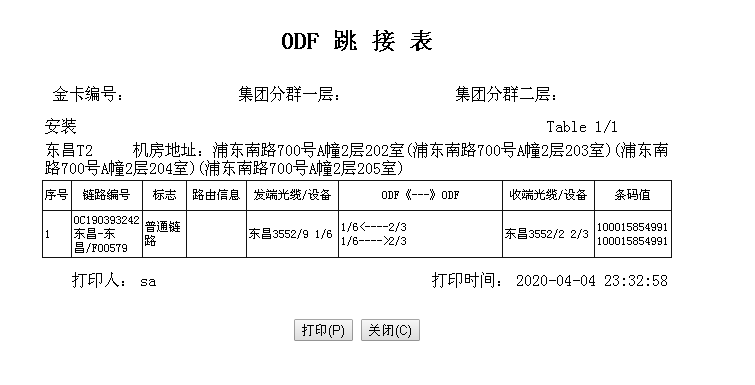 ODF 跳 接 表
金卡编号： 集团分群一层： 集团分群二层：
安装 Table 1/1
东昌T2 机房地址：浦东南路700号A幢2层202室(浦东南路700号A幢2层203室)(浦东南
路700号A幢2层204室)(浦东南路700号A幢2层205室)
序号 链路编号 标志 路由信息 发端光缆/设备 ODF《---》ODF 收端光缆/设备 条码值
1 0C190393242 普通链 东昌3552/9 1/6 1/6<----2/3 东昌3552/2 2/3 100015854991
东昌-东 路 1/6---->2/3 100015854991
昌/F00579
打印人： sa 打印时间： 2020-04-04 23:32:58
打印(P) 关闭(C)